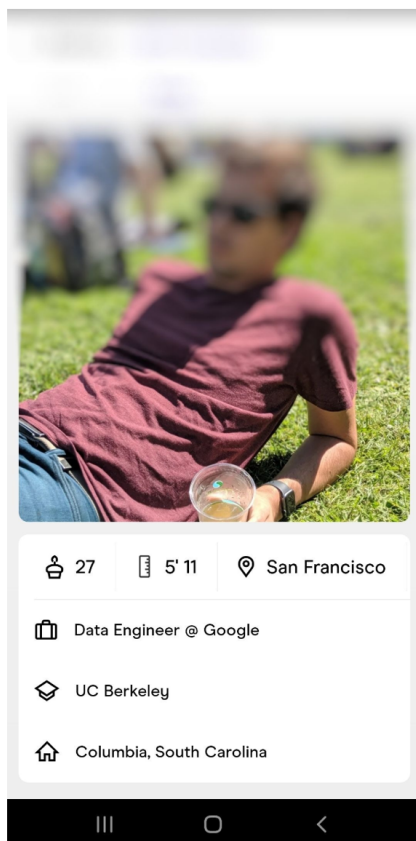 27
5' 11
San Francisco
Data Engineer @ Google
UC Berkeley
Columbia, South Carolina